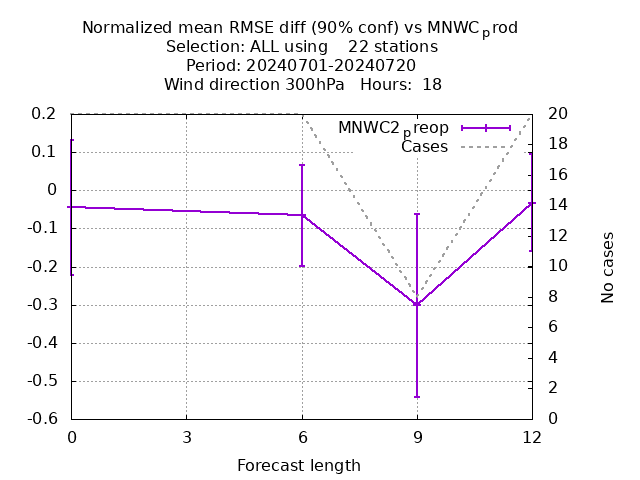 Normalized mean RMSE diff (90% conf) vs MNWC_prod
Selection: ALL using    22 stations
Period: 20240701-20240720
Wind direction 300hPa   Hours:  18
MNWC2_preop
Cases
0.2
0.1
0
-0.1
-0.2
-0.3
-0.4
-0.5
-0.6
20
18
16
14
12
10
8
6
4
2
0
No cases
0 3 6 9 12
Forecast length